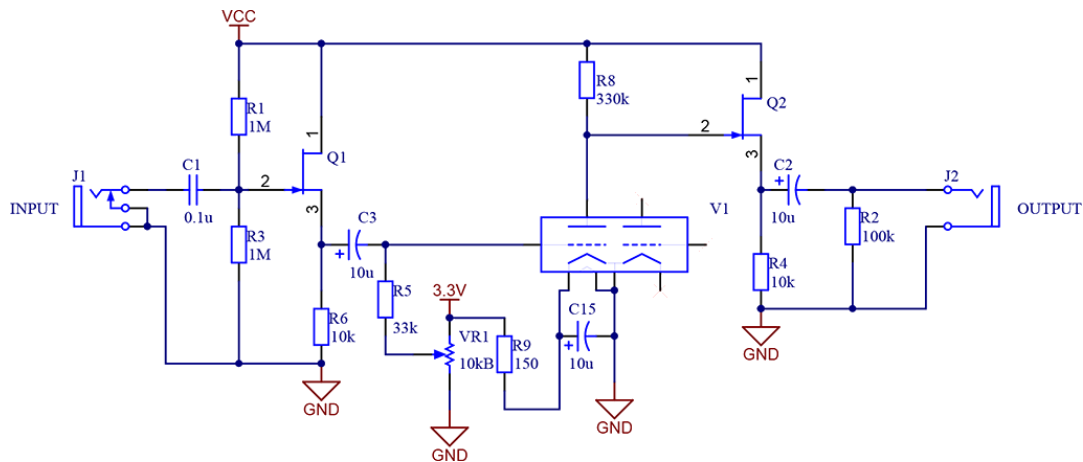 VCC
R1
1M
1
Q1
2
3
J1
INPUT
C1
0.1u
R3
1M
C3
+
10u
R5
33k
R6
10k
GND
3.3V
VR1
10kB
GND
R9
150
C15
+
10u
GND
R8
330k
V1
1
Q2
2
3
C2
+
10u
R2
100k
R4
10k
GND
J2
OUTPUT